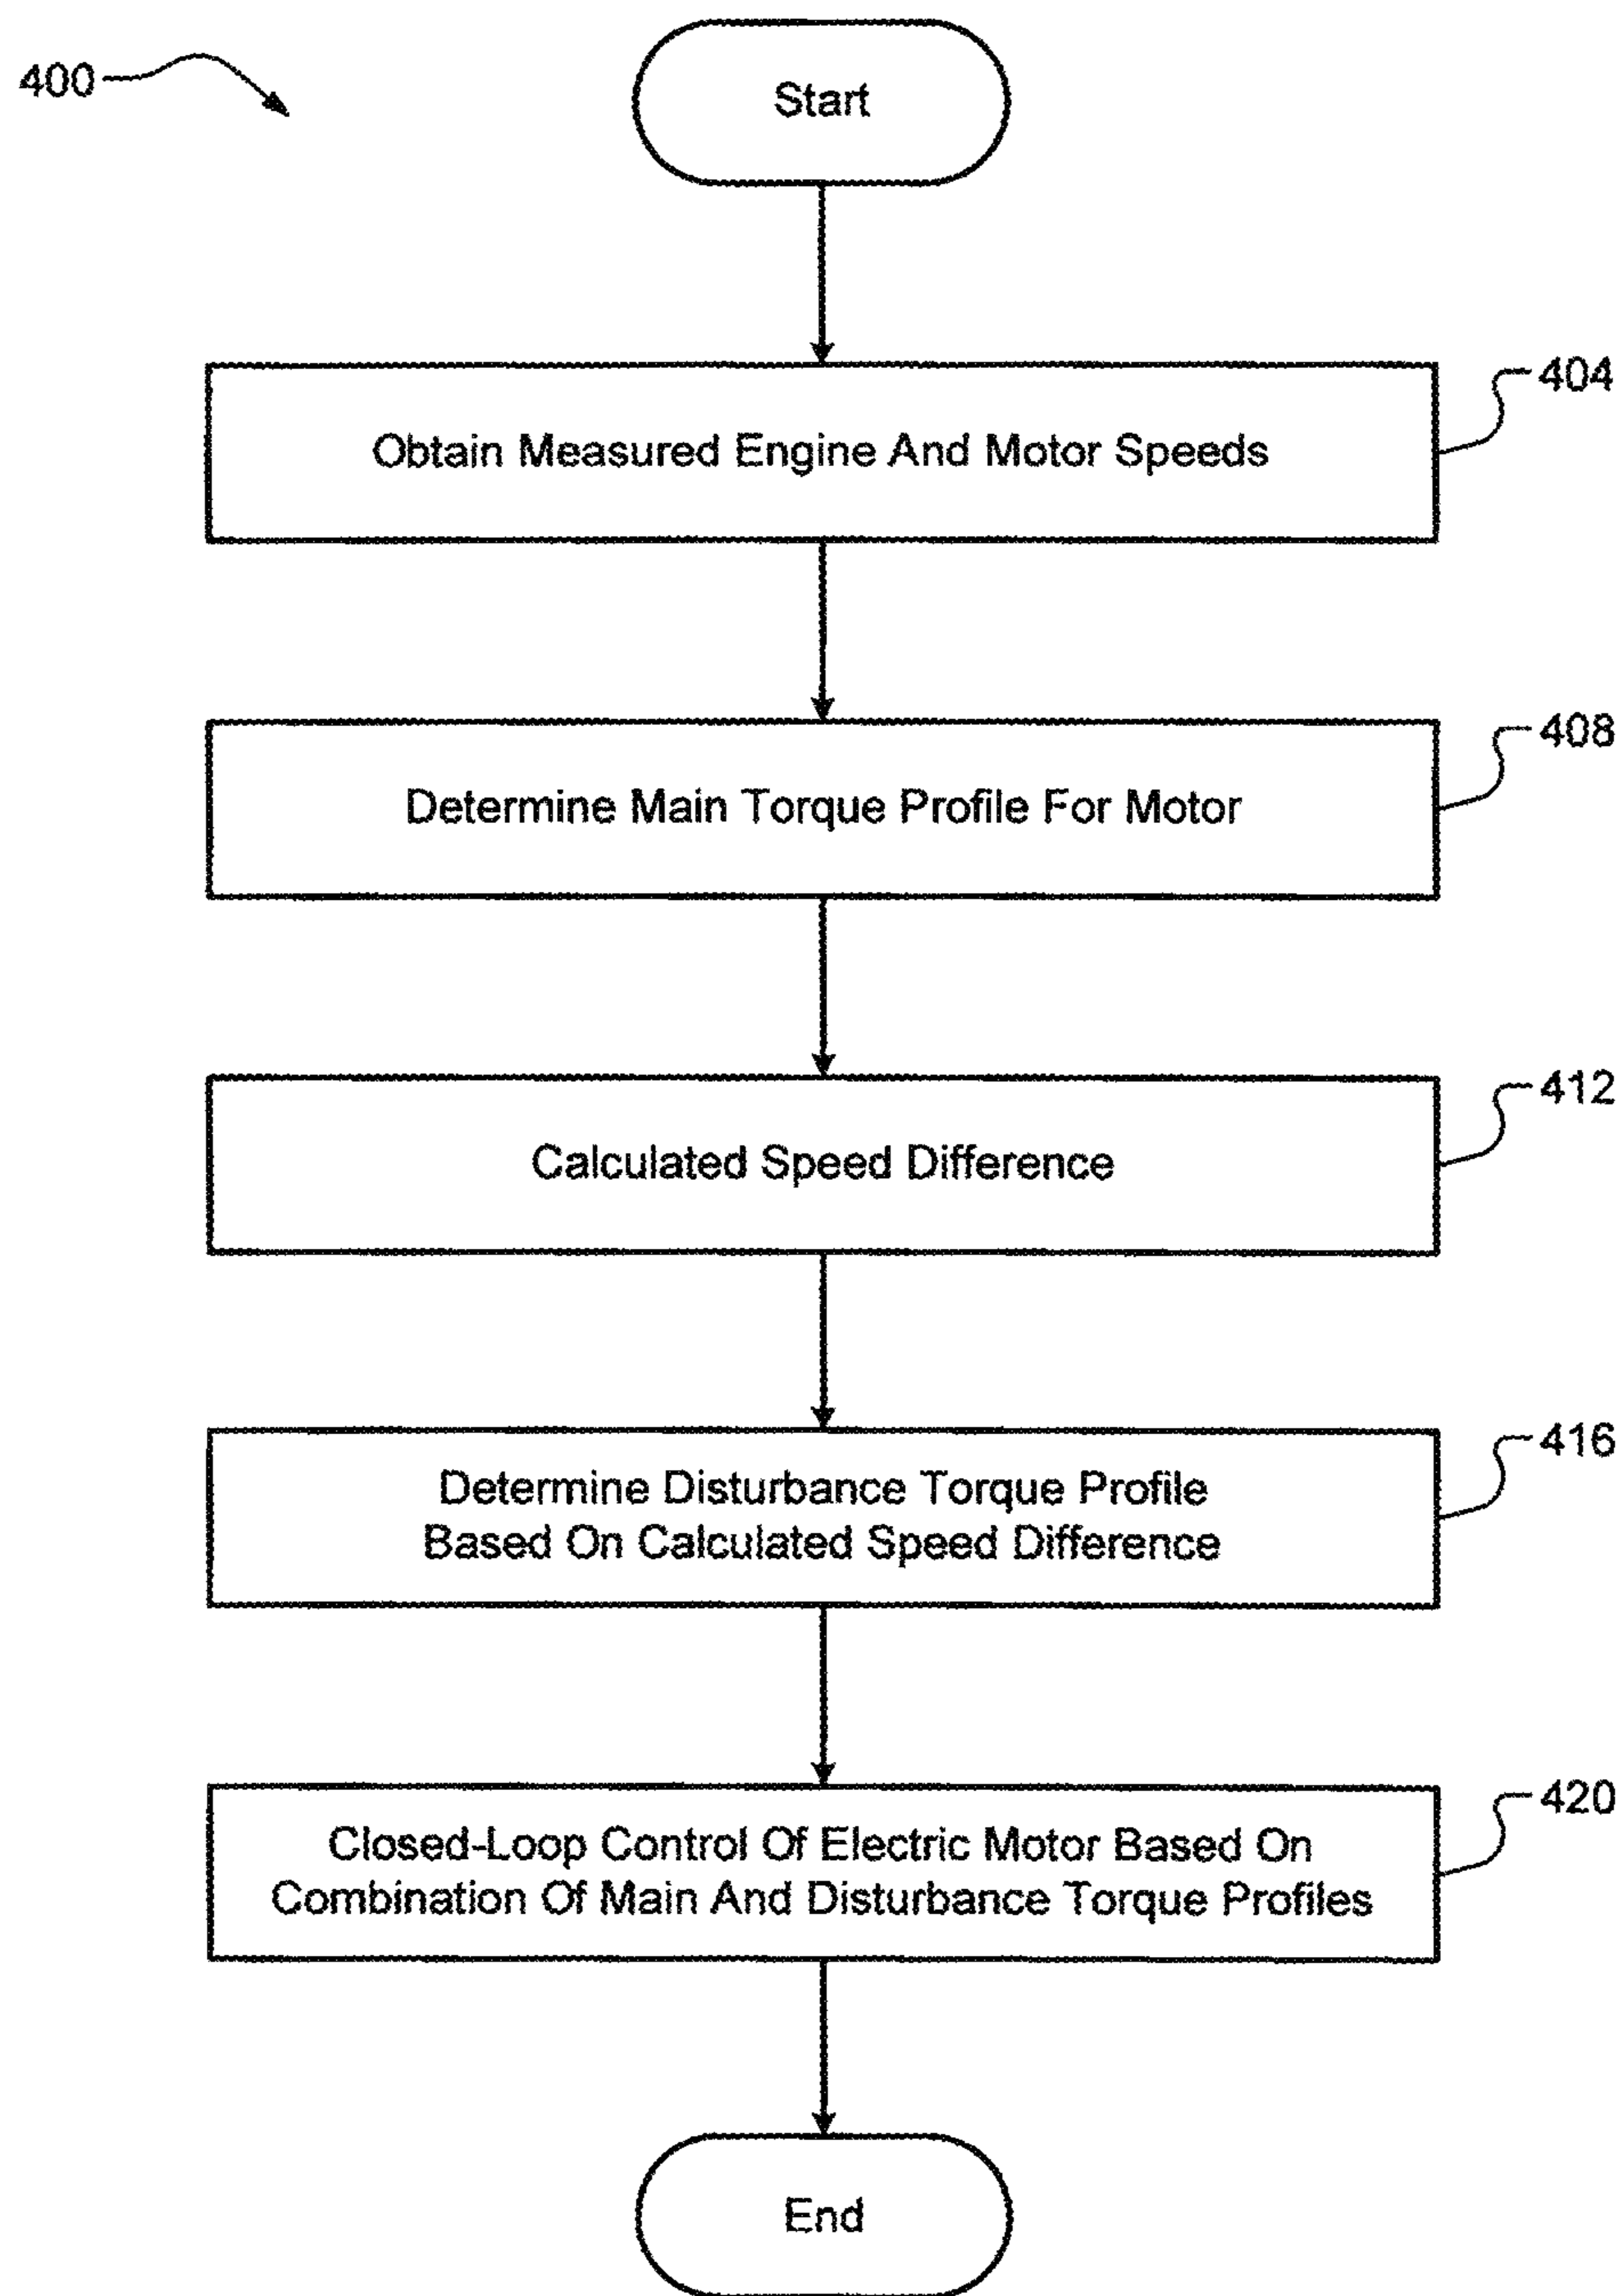 400
Start
404
Obtain Measured Engine And Motor Speeds
408
Determine Main Torque Profile For Motor
412
Calculated Speed Difference
416
Determine Disturbance Torque Profile
Based On Calculated Speed Difference
420
Closed-Loop Control Of Electric Motor Based On
Combination Of Main And Disturbance Torque Profiles
End